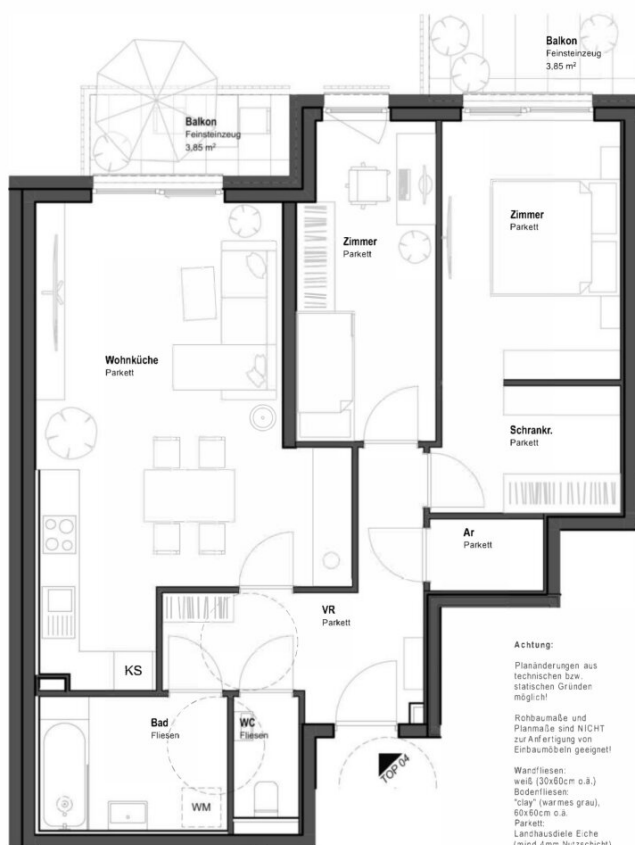 Balkon
Feinsteinzeug
3,85 m²
Balkon
Feinsteinzeug
3,85 m²
Zimmer
Parkett
Zimmer
Parkett
Wohnküche
Parkett
Schrankr.
Parkett
Ar
Parkett
VR
Parkett
KS
Bad
Fliesen
WC
Fliesen
WM
TOP 04
Achtung:
Planänderungen aus
technischen bzw.
statischen Gründen
möglich!
Rohbaumaße und
Planmaße sind NICHT
zur Anfertigung von
Einbaumöbeln geeignet!
Wandfliesen:
weiß (30x60cm o.ä.)
Bodenfliesen:
"clay" (warmes grau),
60x60cm o.ä.
Parkett:
Landhausdiele Eiche
(mind.4mm Nutzschicht)